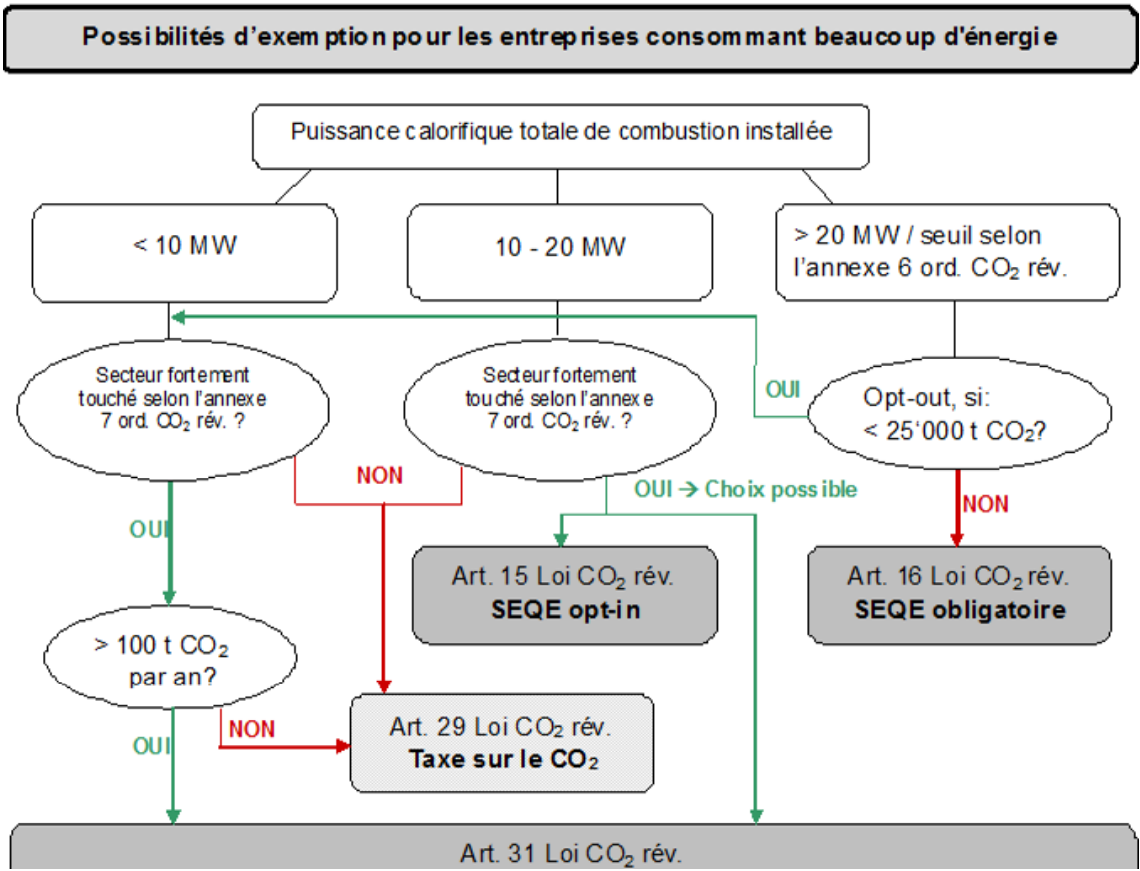 Possibilités d'exemption pour les entreprises consommant beaucoup d'énergie
Puissance calorifique totale de combustion installée
< 10 MW
10 - 20 MW
> 20 MW / seuil selon
l'annexe 6 ord. CO₂ rév.
Secteur fortement
touché selon l'annexe
7 ord. CO₂ rév. ?
Secteur fortement
touché selon l'annexe
7 ord. CO₂ rév. ?
OUI
Opt-out, si:
< 25'000 t CO₂?
NON
OUI → Choix possible
NON
OUI
Art. 15 Loi CO₂ rév.
SEQE opt-in
Art. 16 Loi CO₂ rév.
SEQE obligatoire
> 100 t CO₂
par an?
NON
OUI
Art. 29 Loi CO₂ rév.
Taxe sur le CO₂
Art. 31 Loi CO₂ rév.